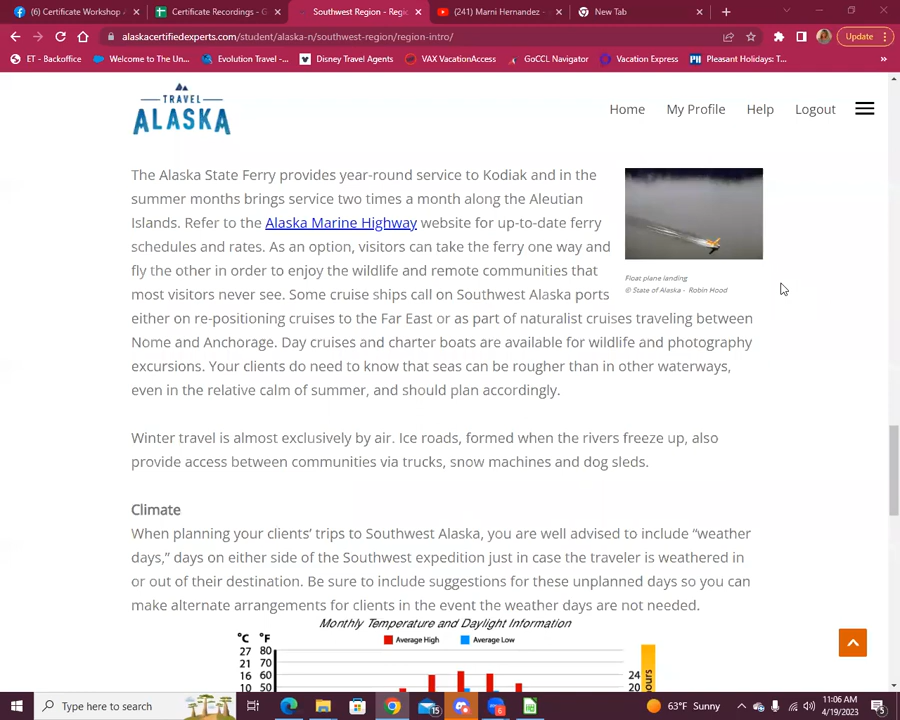 (6) Certificate Workshop A
Certificate Recordings - G
Southwest Region - Regio
(241) Marni Hernandez -
New Tab
alaskacertifiedexperts.com/student/alaska-n/southwest-region/region-intro/
Update
ET - Backoffice
Welcome to The Un...
Evolution Travel -...
Disney Travel Agents
VAX VacationAccess
GoCCL Navigator
Vacation Express
Pleasant Holidays: T...
TRAVEL
ALASKA
Home
My Profile
Help
Logout
The Alaska State Ferry provides year-round service to Kodiak and in the
summer months brings service two times a month along the Aleutian
Islands. Refer to the Alaska Marine Highway website for up-to-date ferry
schedules and rates. As an option, visitors can take the ferry one way and
fly the other in order to enjoy the wildlife and remote communities that
most visitors never see. Some cruise ships call on Southwest Alaska ports
either on re-positioning cruises to the Far East or as part of naturalist cruises traveling between
Nome and Anchorage. Day cruises and charter boats are available for wildlife and photography
excursions. Your clients do need to know that seas can be rougher than in other waterways,
even in the relative calm of summer, and should plan accordingly.
Float plane landing
© State of Alaska - Robin Hood
Winter travel is almost exclusively by air. Ice roads, formed when the rivers freeze up, also
provide access between communities via trucks, snow machines and dog sleds.
Climate
When planning your clients’ trips to Southwest Alaska, you are well advised to include “weather
days,” days on either side of the Southwest expedition just in case the traveler is weathered in
or out of their destination. Be sure to include suggestions for these unplanned days so you can
make alternate arrangements for clients in the event the weather days are not needed.
Monthly Temperature and Daylight Information
Average High
Average Low
°C °F
27 80
21 70
16 60
10 50
24
20
ours
Type here to search
15
6
63°F Sunny
11:06 AM
4/19/2023
5